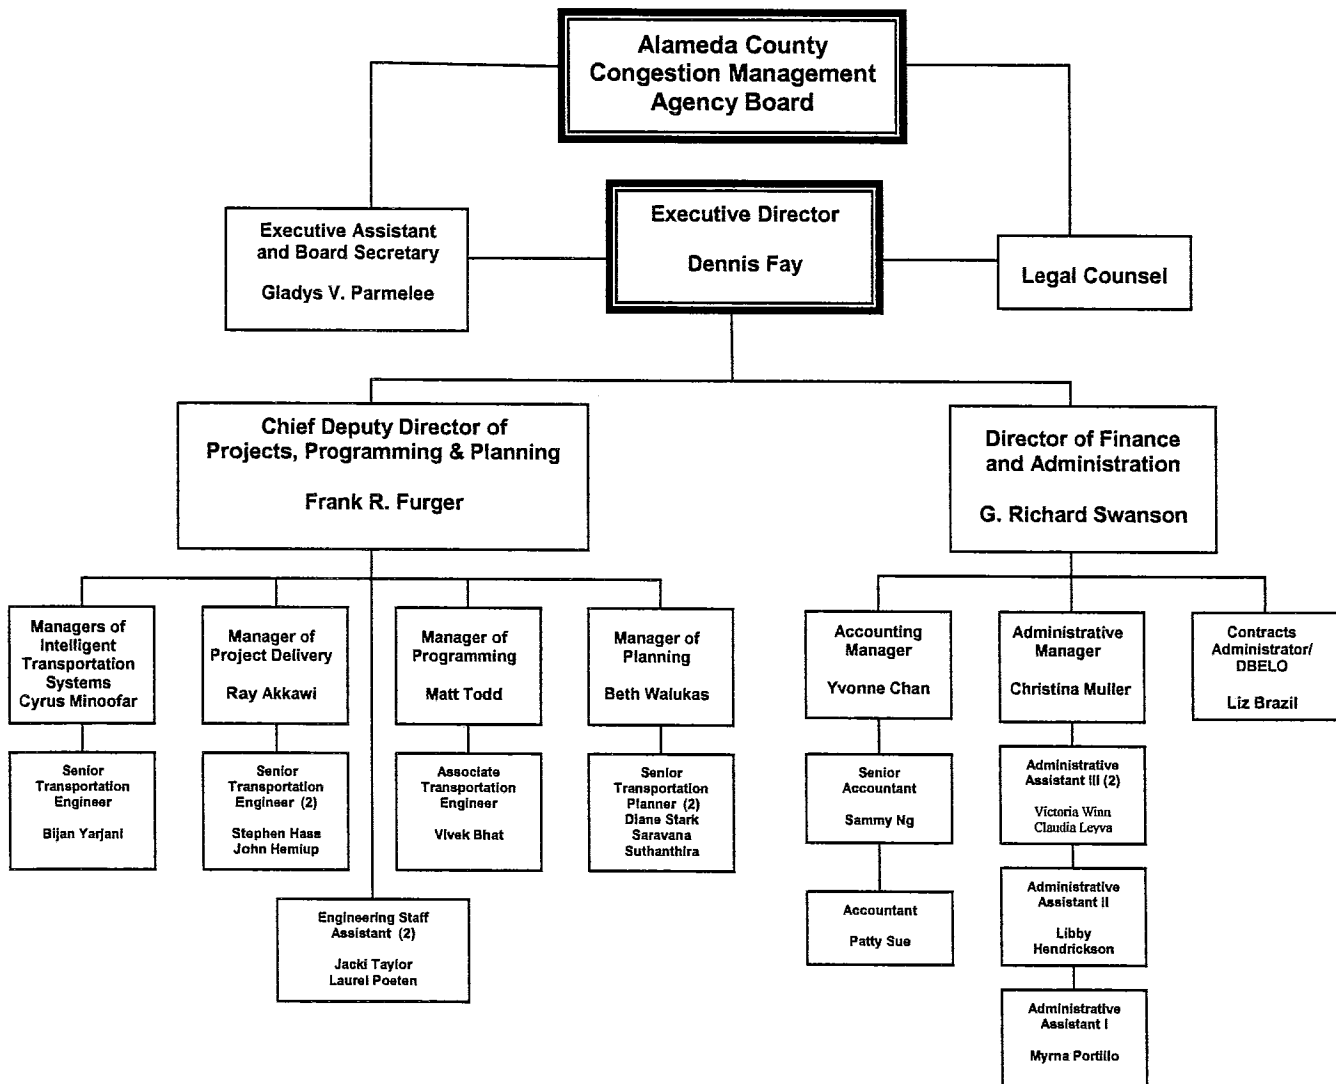 Alameda County
Congestion Management
Agency Board
Executive Assistant
and Board Secretary
Gladys V. Parmelee
Executive Director
Dennis Fay
Legal Counsel
Chief Deputy Director of
Projects, Programming & Planning
Frank R. Furger
Director of Finance
and Administration
G. Richard Swanson
Managers of
Intelligent
Transportation
Systems
Cyrus Minoofar
Manager of
Project Delivery
Ray Akkawi
Manager of
Programming
Matt Todd
Manager of
Planning
Beth Walukas
Accounting
Manager
Yvonne Chan
Administrative
Manager
Christina Muller
Contracts
Administrator/
DBELO
Liz Brazil
Senior
Transportation
Engineer
Bijan Yarjani
Senior
Transportation
Engineer (2)
Stephen Haas
John Hemiup
Associate
Transportation
Engineer
Vivek Bhat
Senior
Transportation
Planner (2)
Diane Stark
Saravana
Suthanthira
Senior
Accountant
Sammy Ng
Administrative
Assistant III (2)
Victoria Winn
Claudia Leyva
Engineering Staff
Assistant (2)
Jacki Taylor
Laurel Poeten
Accountant
Patty Sue
Administrative
Assistant II
Libby
Hendrickson
Administrative
Assistant I
Myrna Portillo